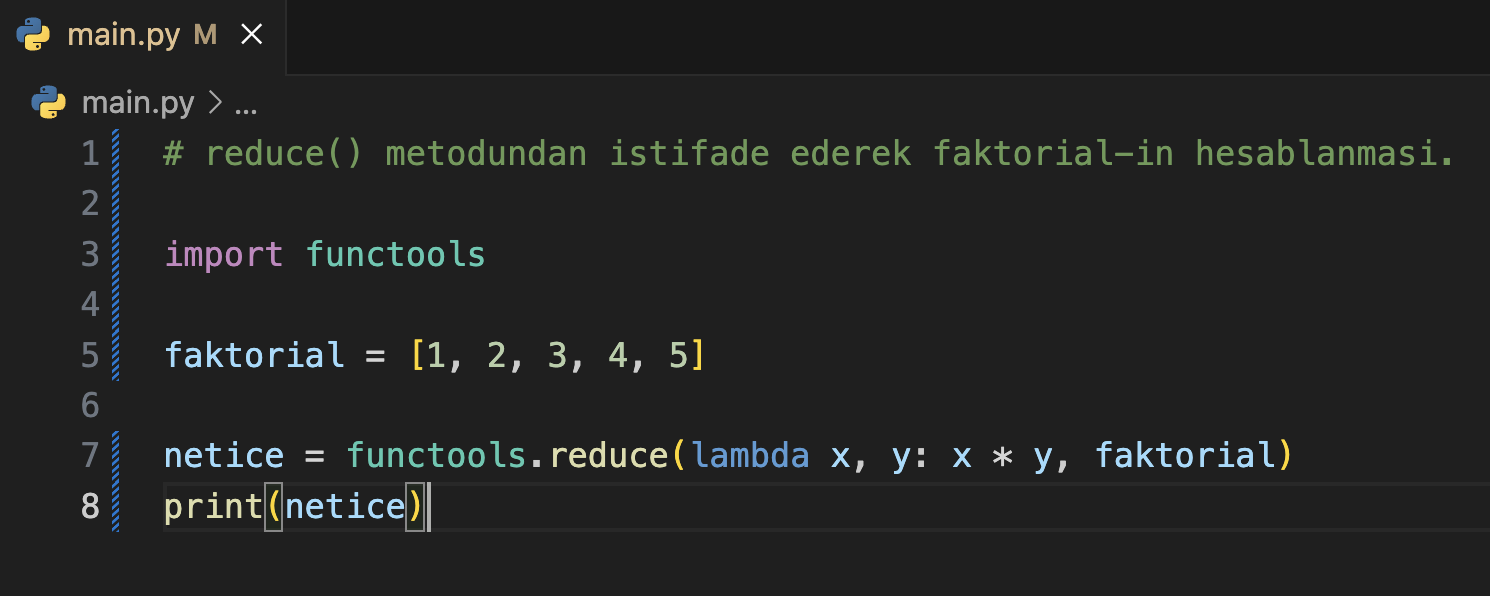 main.py M
main.py > ...
1 # reduce() metodundan istifade ederek faktorial-in hesablanmasi.
2
3 import functools
4
5 faktorial = [1, 2, 3, 4, 5]
6
7 netice = functools.reduce(lambda x, y: x * y, faktorial)
8 print(netice)